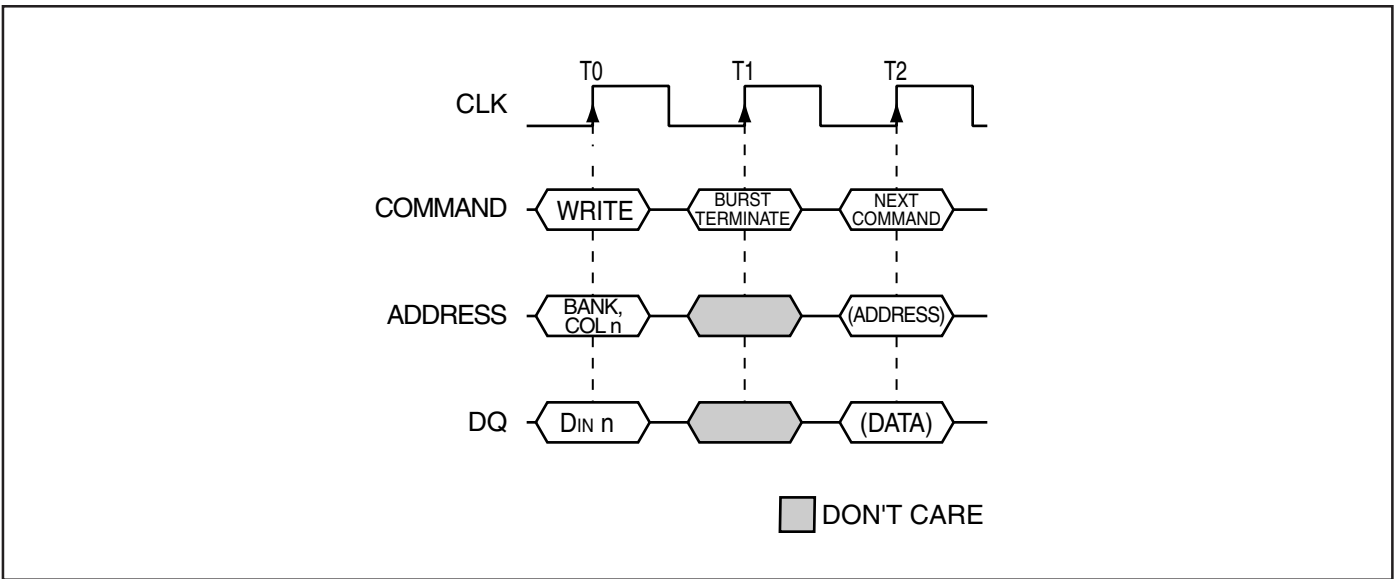 T0 T1 T2
CLK
COMMAND WRITE BURST TERMINATE NEXT COMMAND
ADDRESS BANK, COL n (ADDRESS)
DQ DIN n (DATA)
DON'T CARE